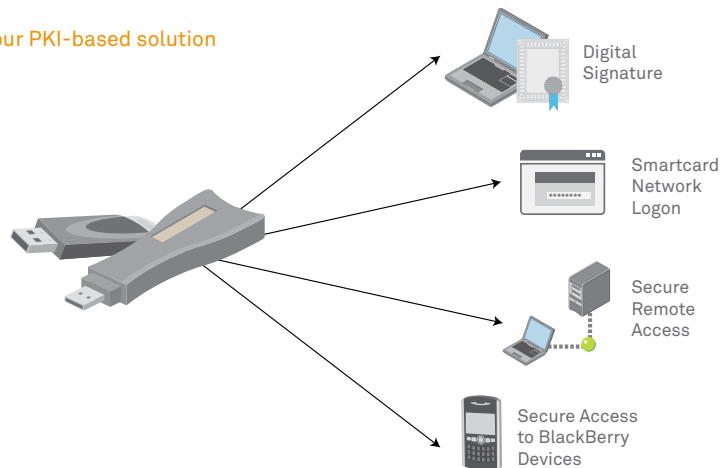 our PKI-based solution
Digital
Signature
Smartcard
Network
Logon
Secure
Remote
Access
Secure Access
to BlackBerry
Devices